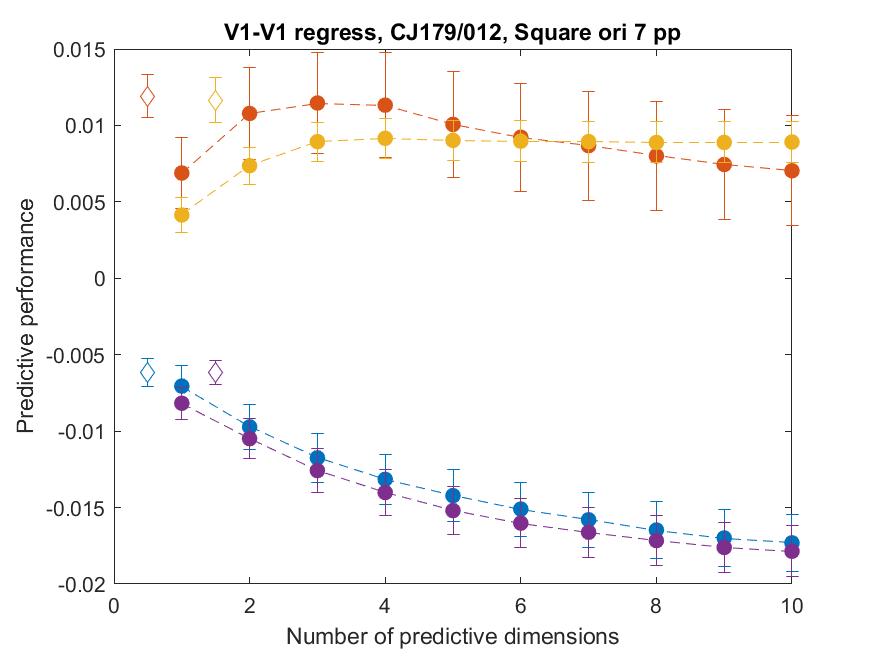 V1-V1 regress, CJ179/012, Square ori 7 pp
0.015
0.01
0.005
0
-0.005
-0.01
-0.015
-0.02
Predictive performance
0 2 4 6 8 10
Number of predictive dimensions